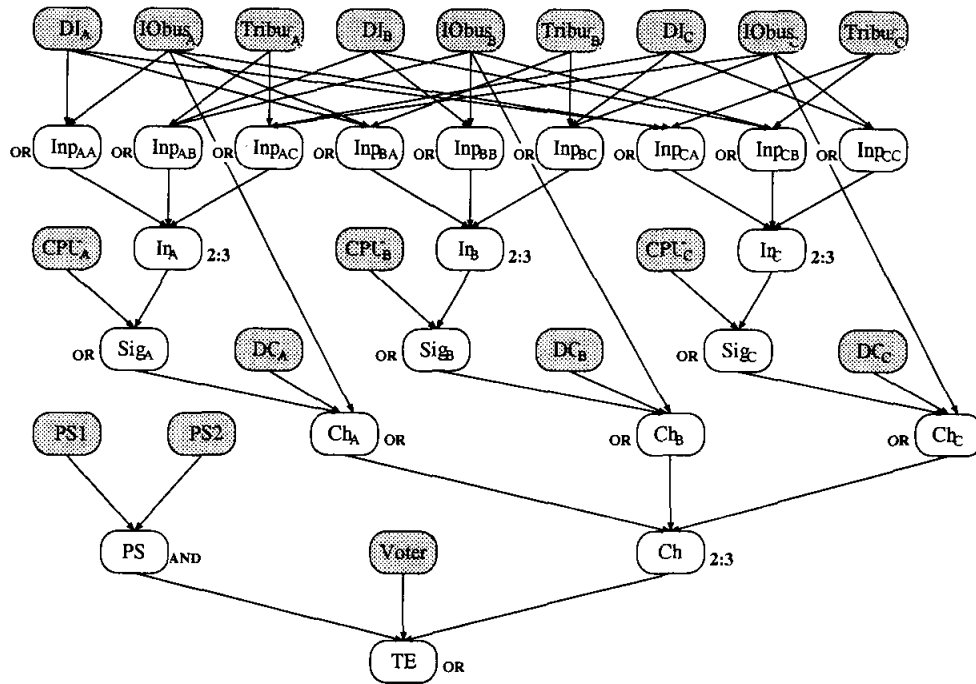 DI_A IObus_A Tribus_A DI_B IObus_B Tribus_B DI_C IObus_C Tribus_C
OR Inp_AA OR Inp_AB OR Inp_AC OR Inp_BA OR Inp_BB OR Inp_BC OR Inp_CA OR Inp_CB OR Inp_CC
CPU_A In_A 2:3 CPU_B In_B 2:3 CPU_C In_C 2:3
OR Sig_A DC_A OR Sig_B DC_B OR Sig_C DC_C
PS1 PS2 Ch_A OR OR Ch_B OR Ch_C
PS AND Voter Ch 2:3
TE OR